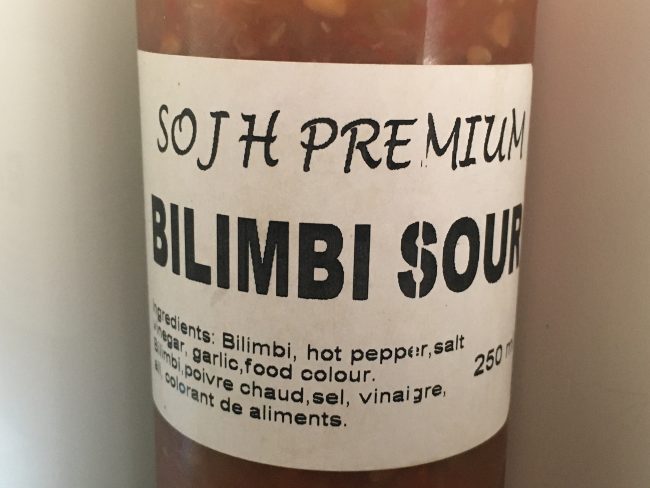 SOJH PREMIUM
BILIMBI SOUR
Ingredients: Bilimbi, hot pepper,salt
vinegar, garlic,food colour.
Bilimbi,poivre chaud,sel, vinaigre,
ail, colorant de aliments.
250 m